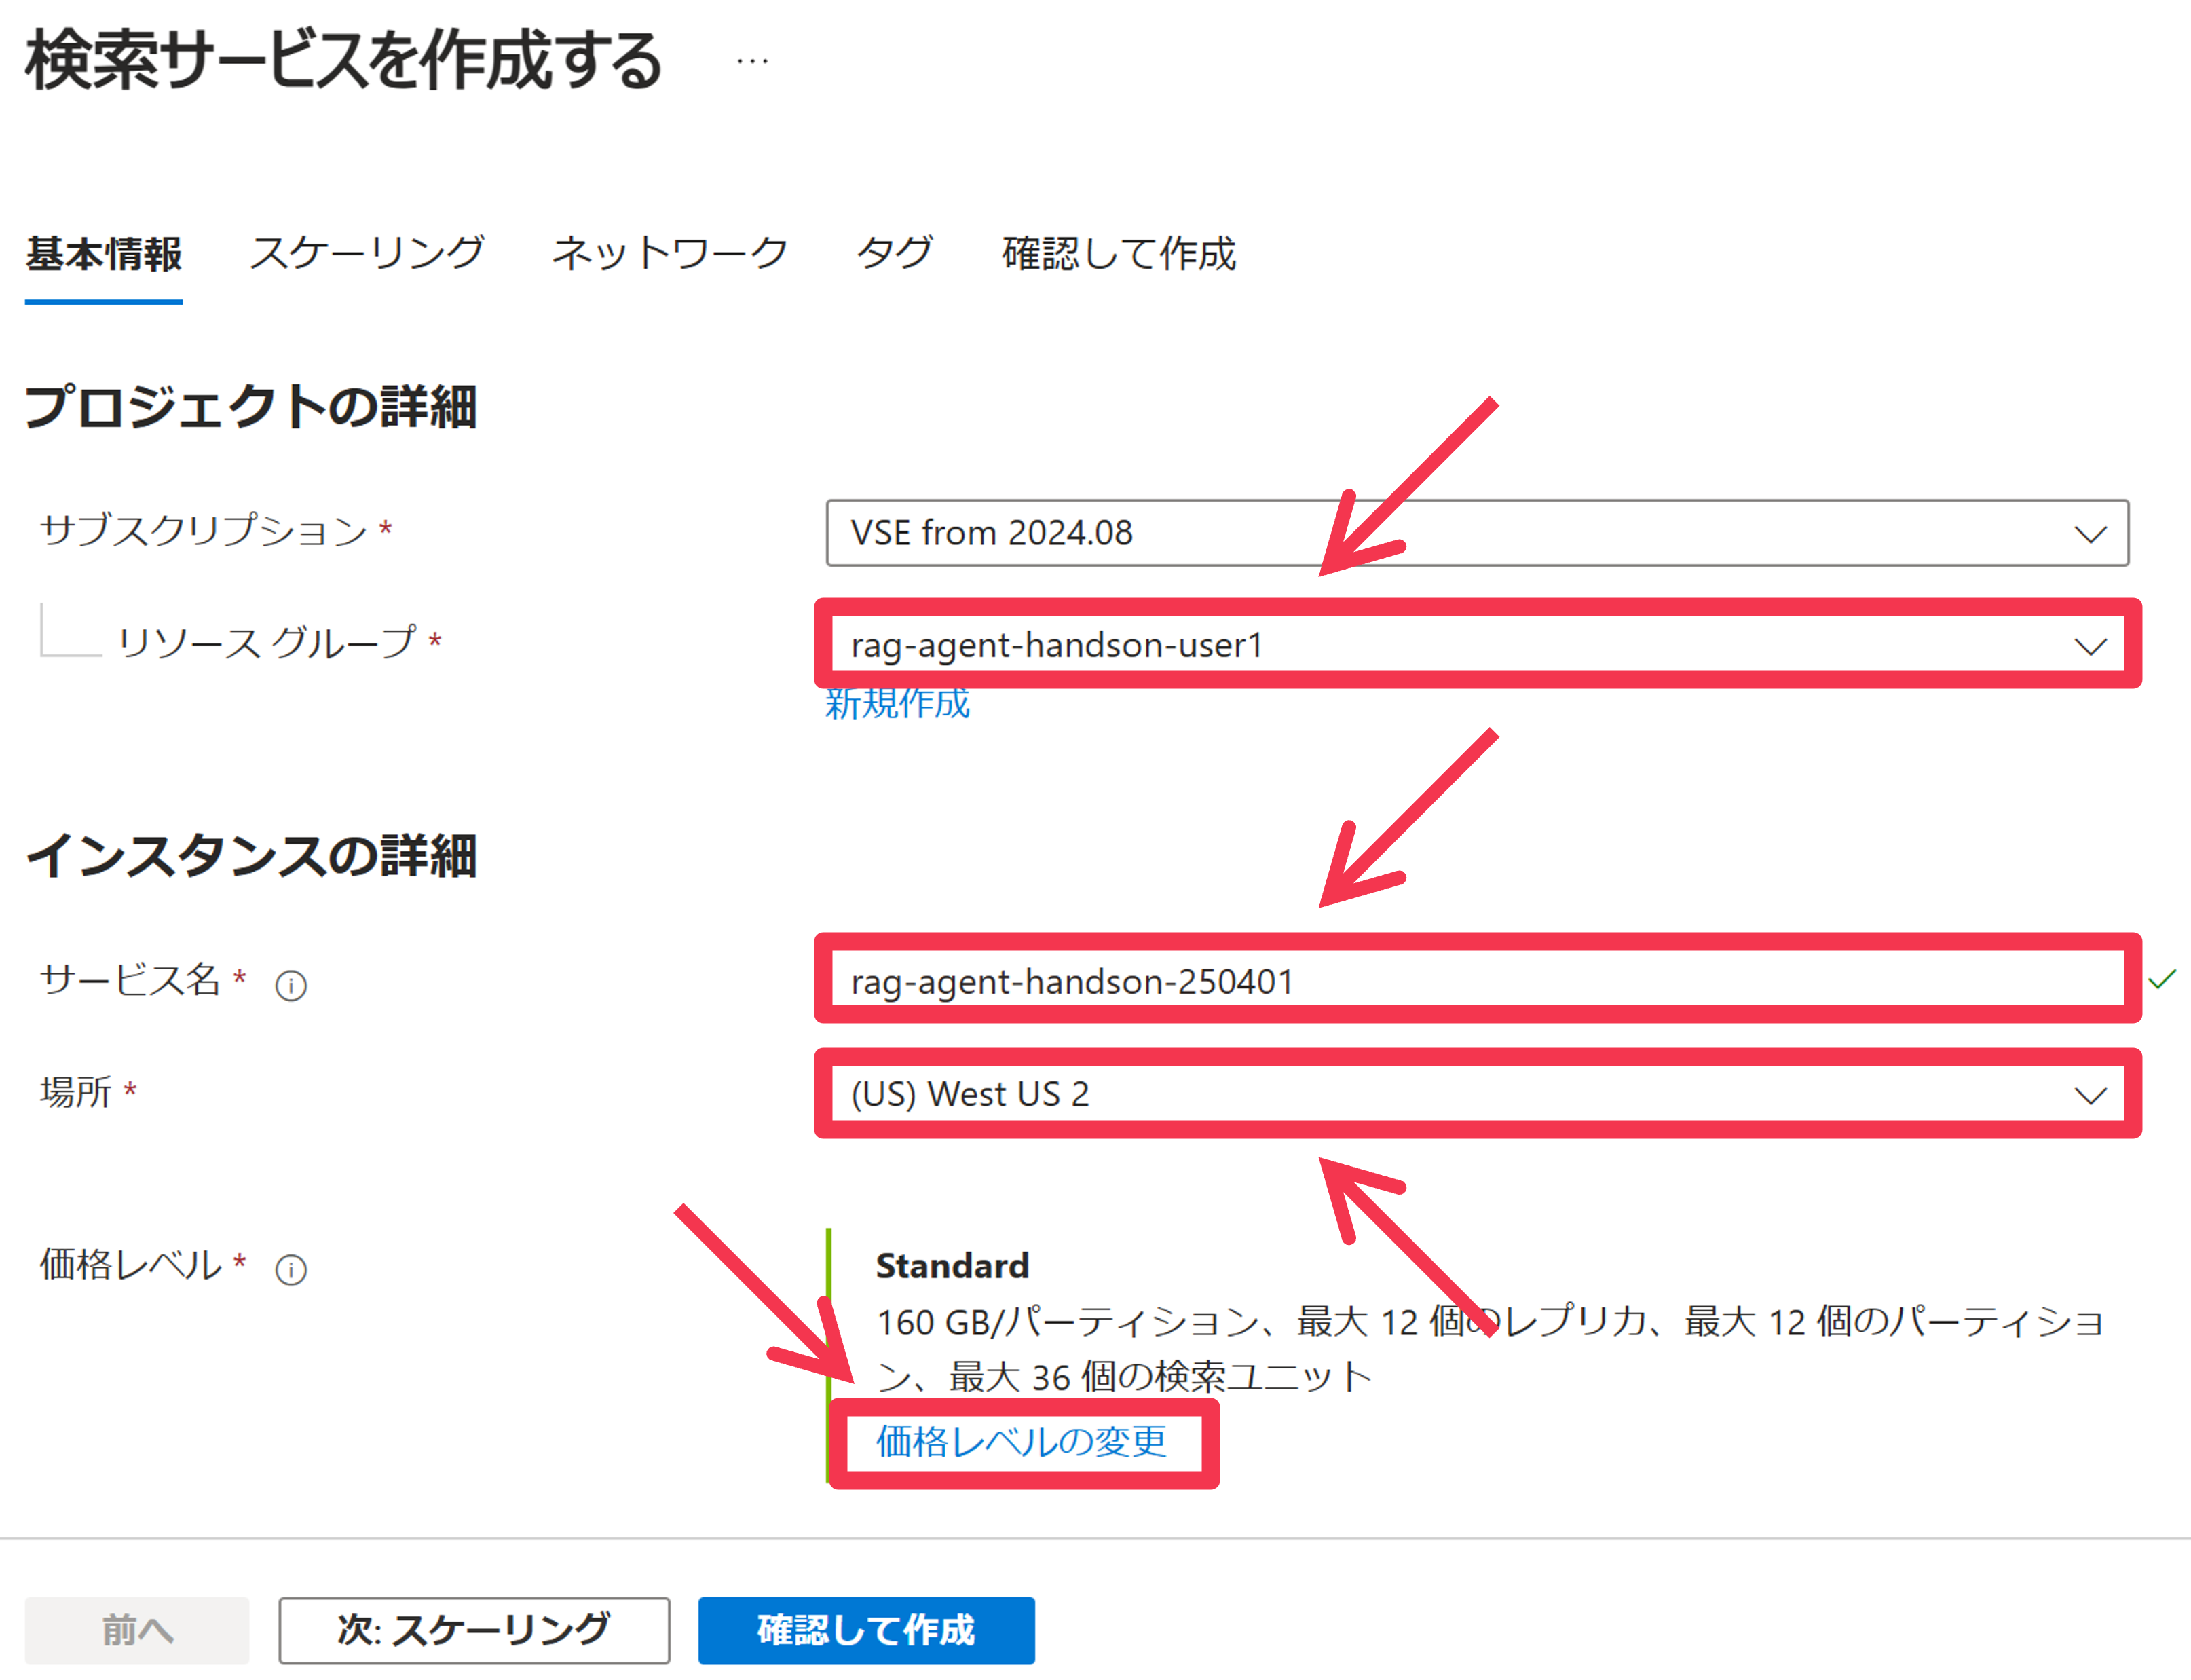 検索サービスを作成する ...
基本情報 スケーリング ネットワーク タグ 確認して作成
プロジェクトの詳細
サブスクリプション * VSE from 2024.08
リソース グループ * rag-agent-handson-user1
新規作成
インスタンスの詳細
サービス名 * rag-agent-handson-250401
場所 * (US) West US 2
価格レベル * Standard
160 GB/パーティション、最大 12 個のレプリカ、最大 12 個のパーティショ
ン、最大 36 個の検索ユニット
価格レベルの変更
前へ 次: スケーリング 確認して作成